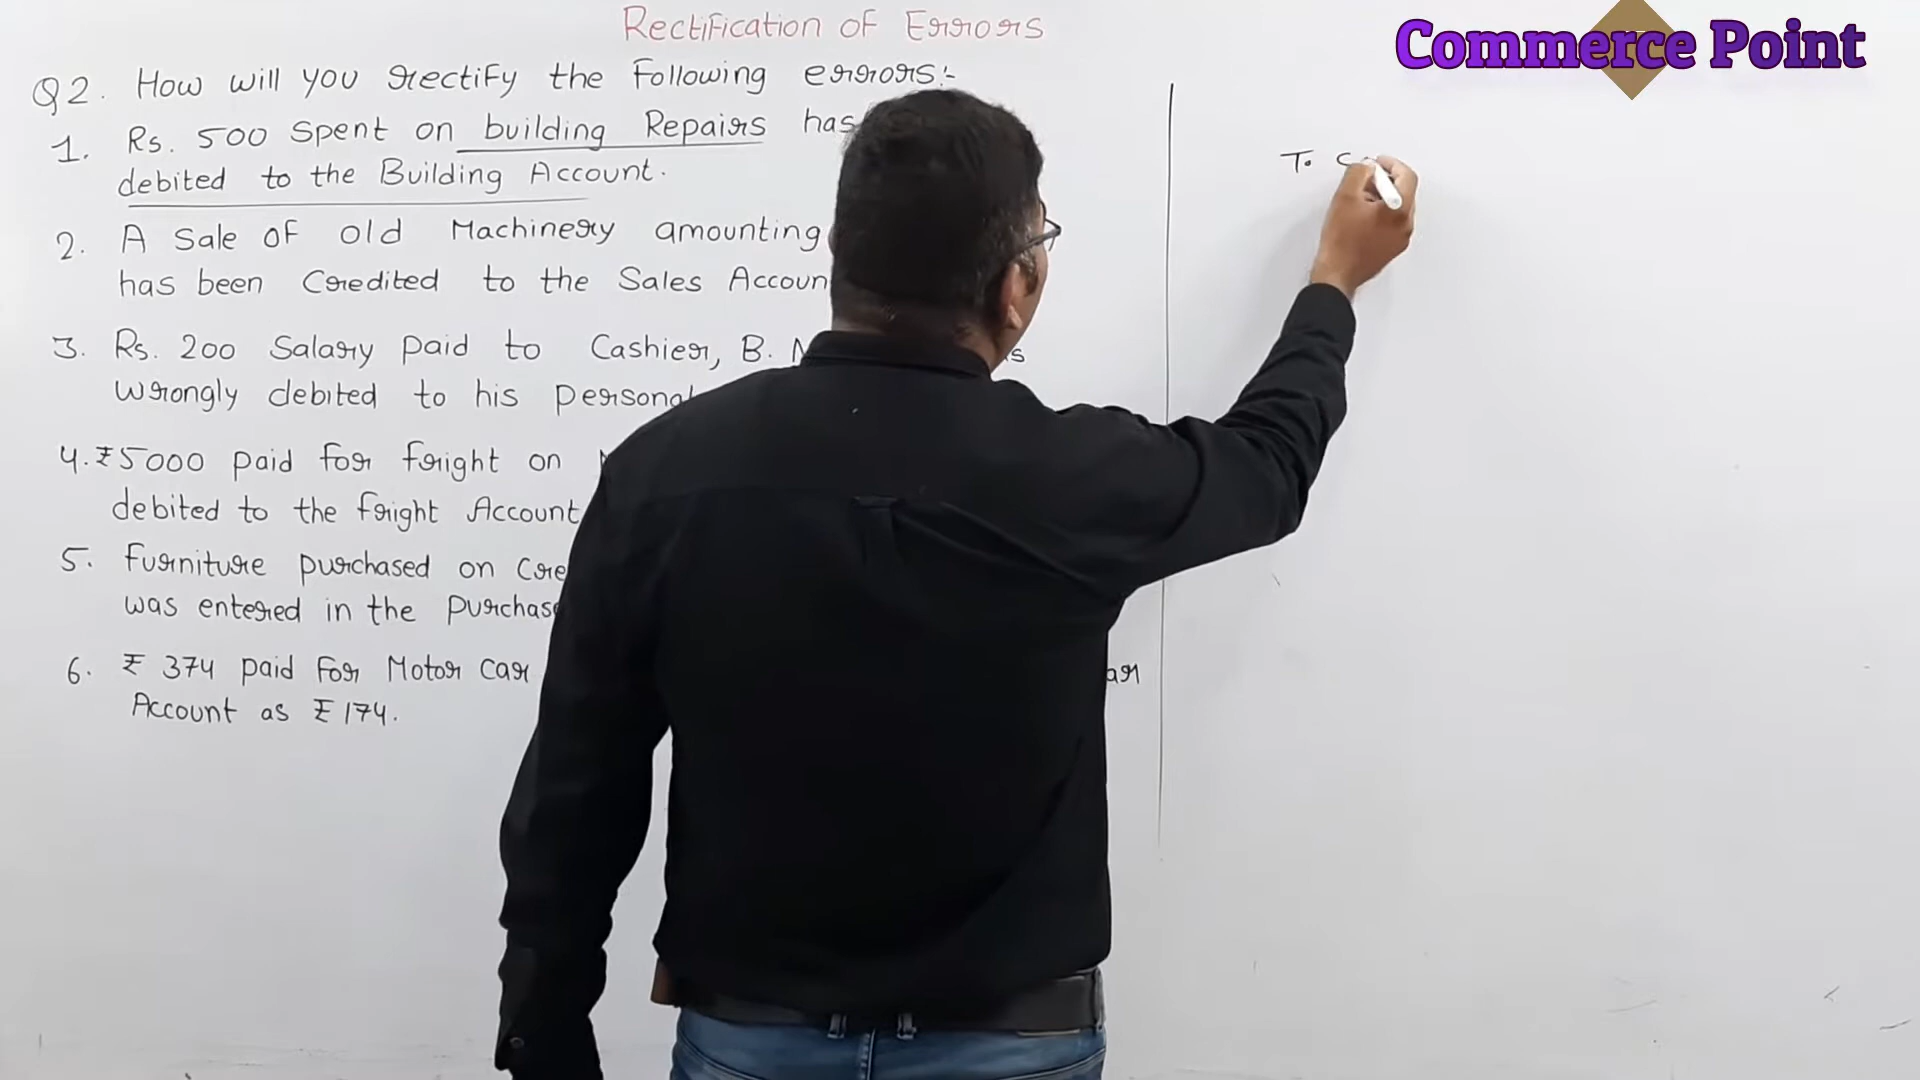 Rectification of Errors
Commerce Point
Q2. How will you rectify the following errors:-
1. Rs. 500 Spent on building Repairs has
debited to the Building Account.
2. A Sale of old Machinery amounting
has been Credited to the Sales
3. Rs. 200 Salary paid to Cashier, B.
wrongly debited to his
4. ₹5000 paid for fright on
debited to the fright Account
5. Furniture purchased on
was entered in the
6. ₹ 374 paid for Motor car
Account as ₹174.
To